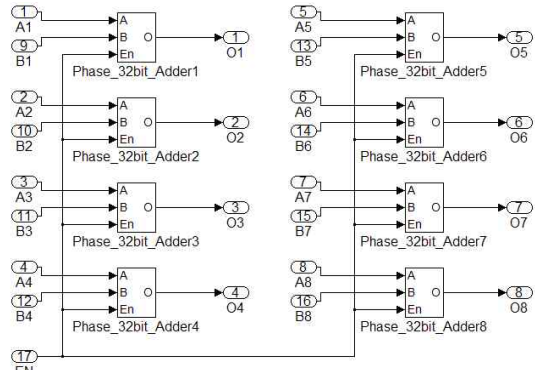 1
A1
9
B1
A
B
En
O
1
O1
Phase_32bit_Adder1
2
A2
10
B2
A
B
En
O
2
O2
Phase_32bit_Adder2
3
A3
11
B3
A
B
En
O
3
O3
Phase_32bit_Adder3
4
A4
12
B4
A
B
En
O
4
O4
Phase_32bit_Adder4
17
5
A5
13
B5
A
B
En
O
5
O5
Phase_32bit_Adder5
6
A6
14
B6
A
B
En
O
6
O6
Phase_32bit_Adder6
7
A7
15
B7
A
B
En
O
7
O7
Phase_32bit_Adder7
8
A8
16
B8
A
B
En
O
8
O8
Phase_32bit_Adder8